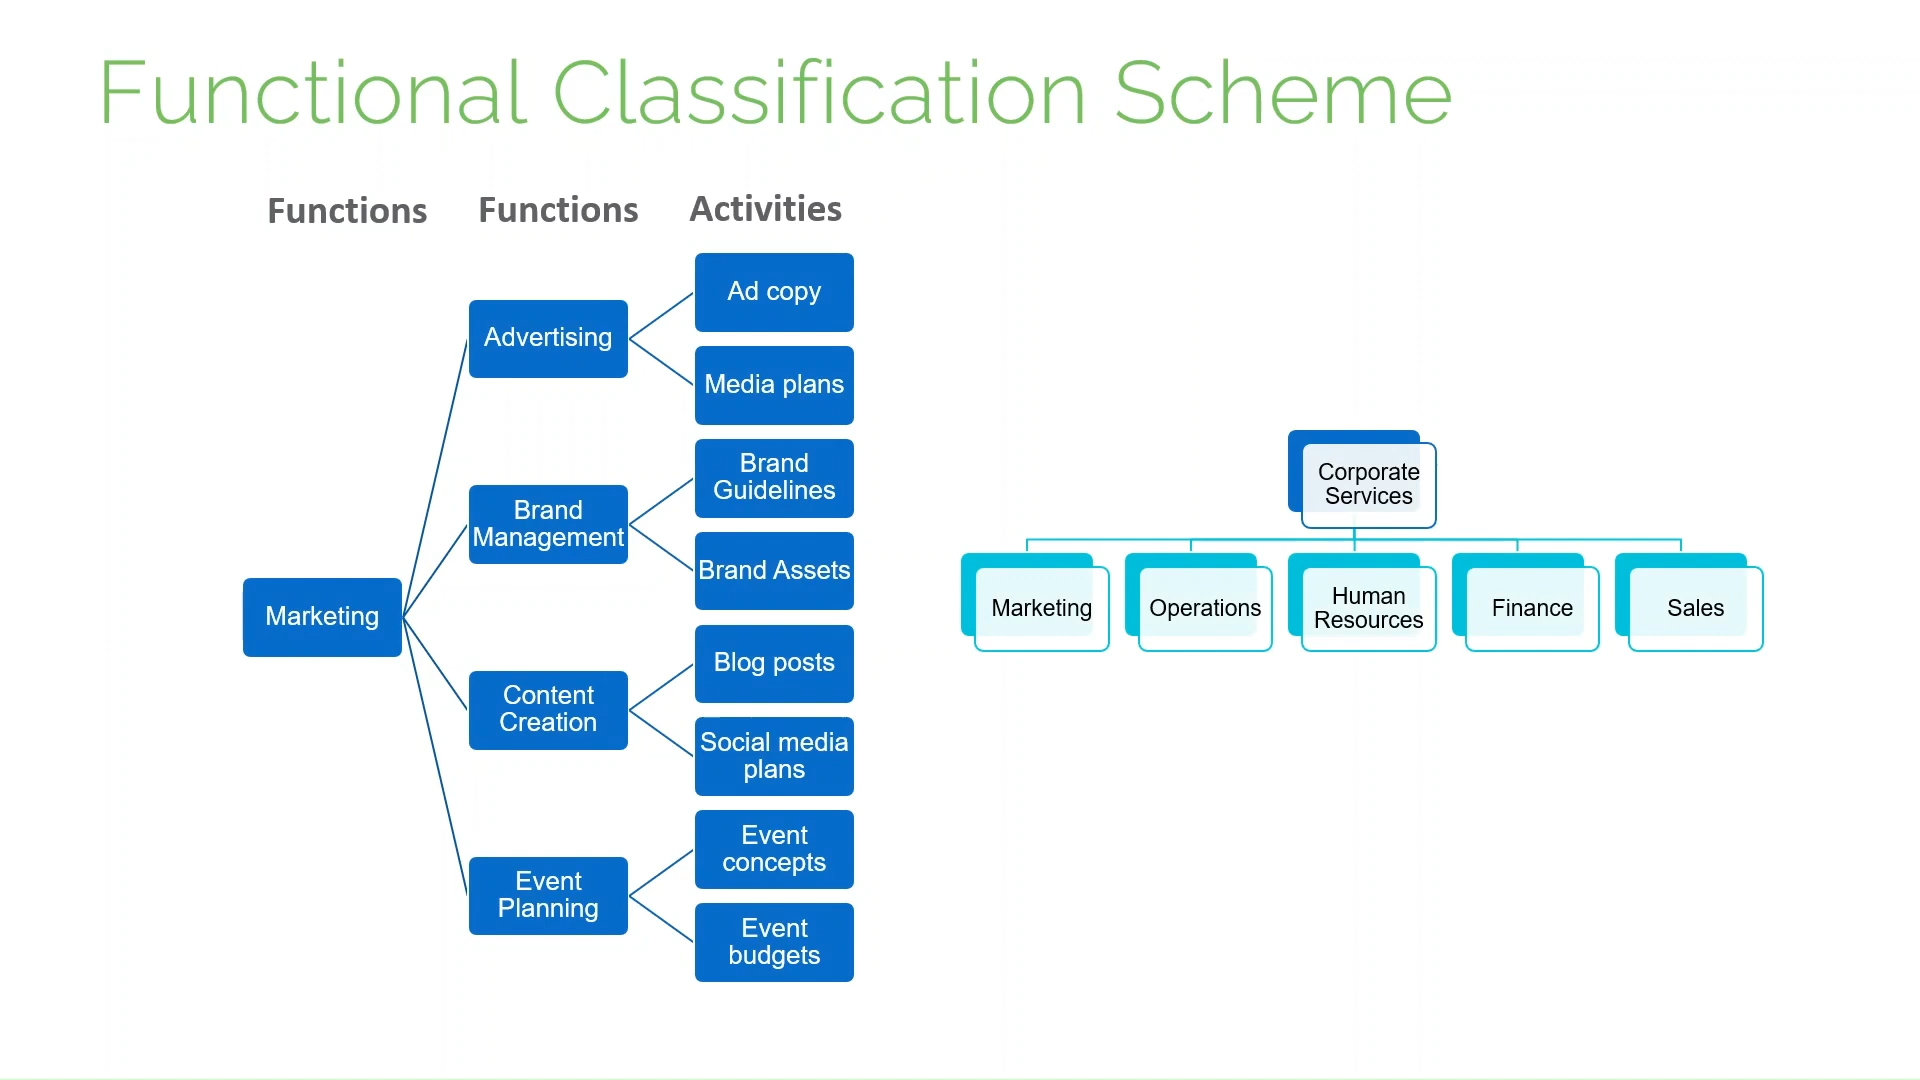 Functional Classification Scheme
Functions
Functions
Activities
Marketing
Advertising
Brand
Management
Content
Creation
Event
Planning
Ad copy
Media plans
Brand
Guidelines
Brand Assets
Blog posts
Social media
plans
Event
concepts
Event
budgets
Corporate
Services
Marketing
Operations
Human
Resources
Finance
Sales